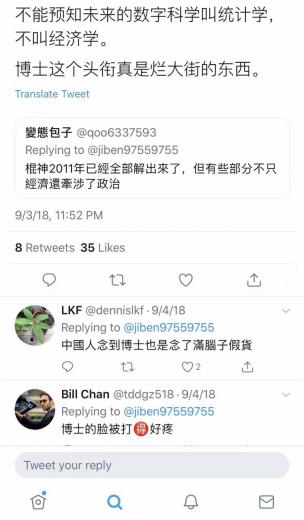 不能预知未来的数字科学叫统计学，
不叫经济学。
博士这个头衔真是烂大街的东西。
Translate Tweet
變態包子 @qoo6337593
Replying to @jiben97559755
棍神2011年已經全部解出來了，但有些部分不只
經濟還牽涉了政治
9/3/18, 11:52 PM
8 Retweets 35 Likes
LKF @dennislkf · 9/4/18
Replying to @jiben97559755
中國人念到博士也是念了滿腦子假貨
2
Bill Chan @tddgz518 · 9/4/18
Replying to @jiben97559755
博士的脸被打🉐好疼
Tweet your reply